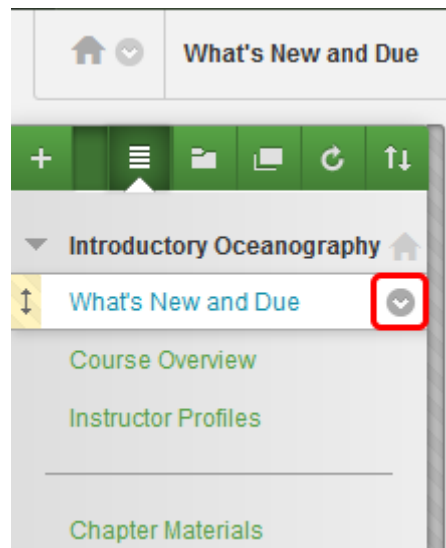 What's New and Due
Introductory Oceanography
What's New and Due
Course Overview
Instructor Profiles
Chapter Materials